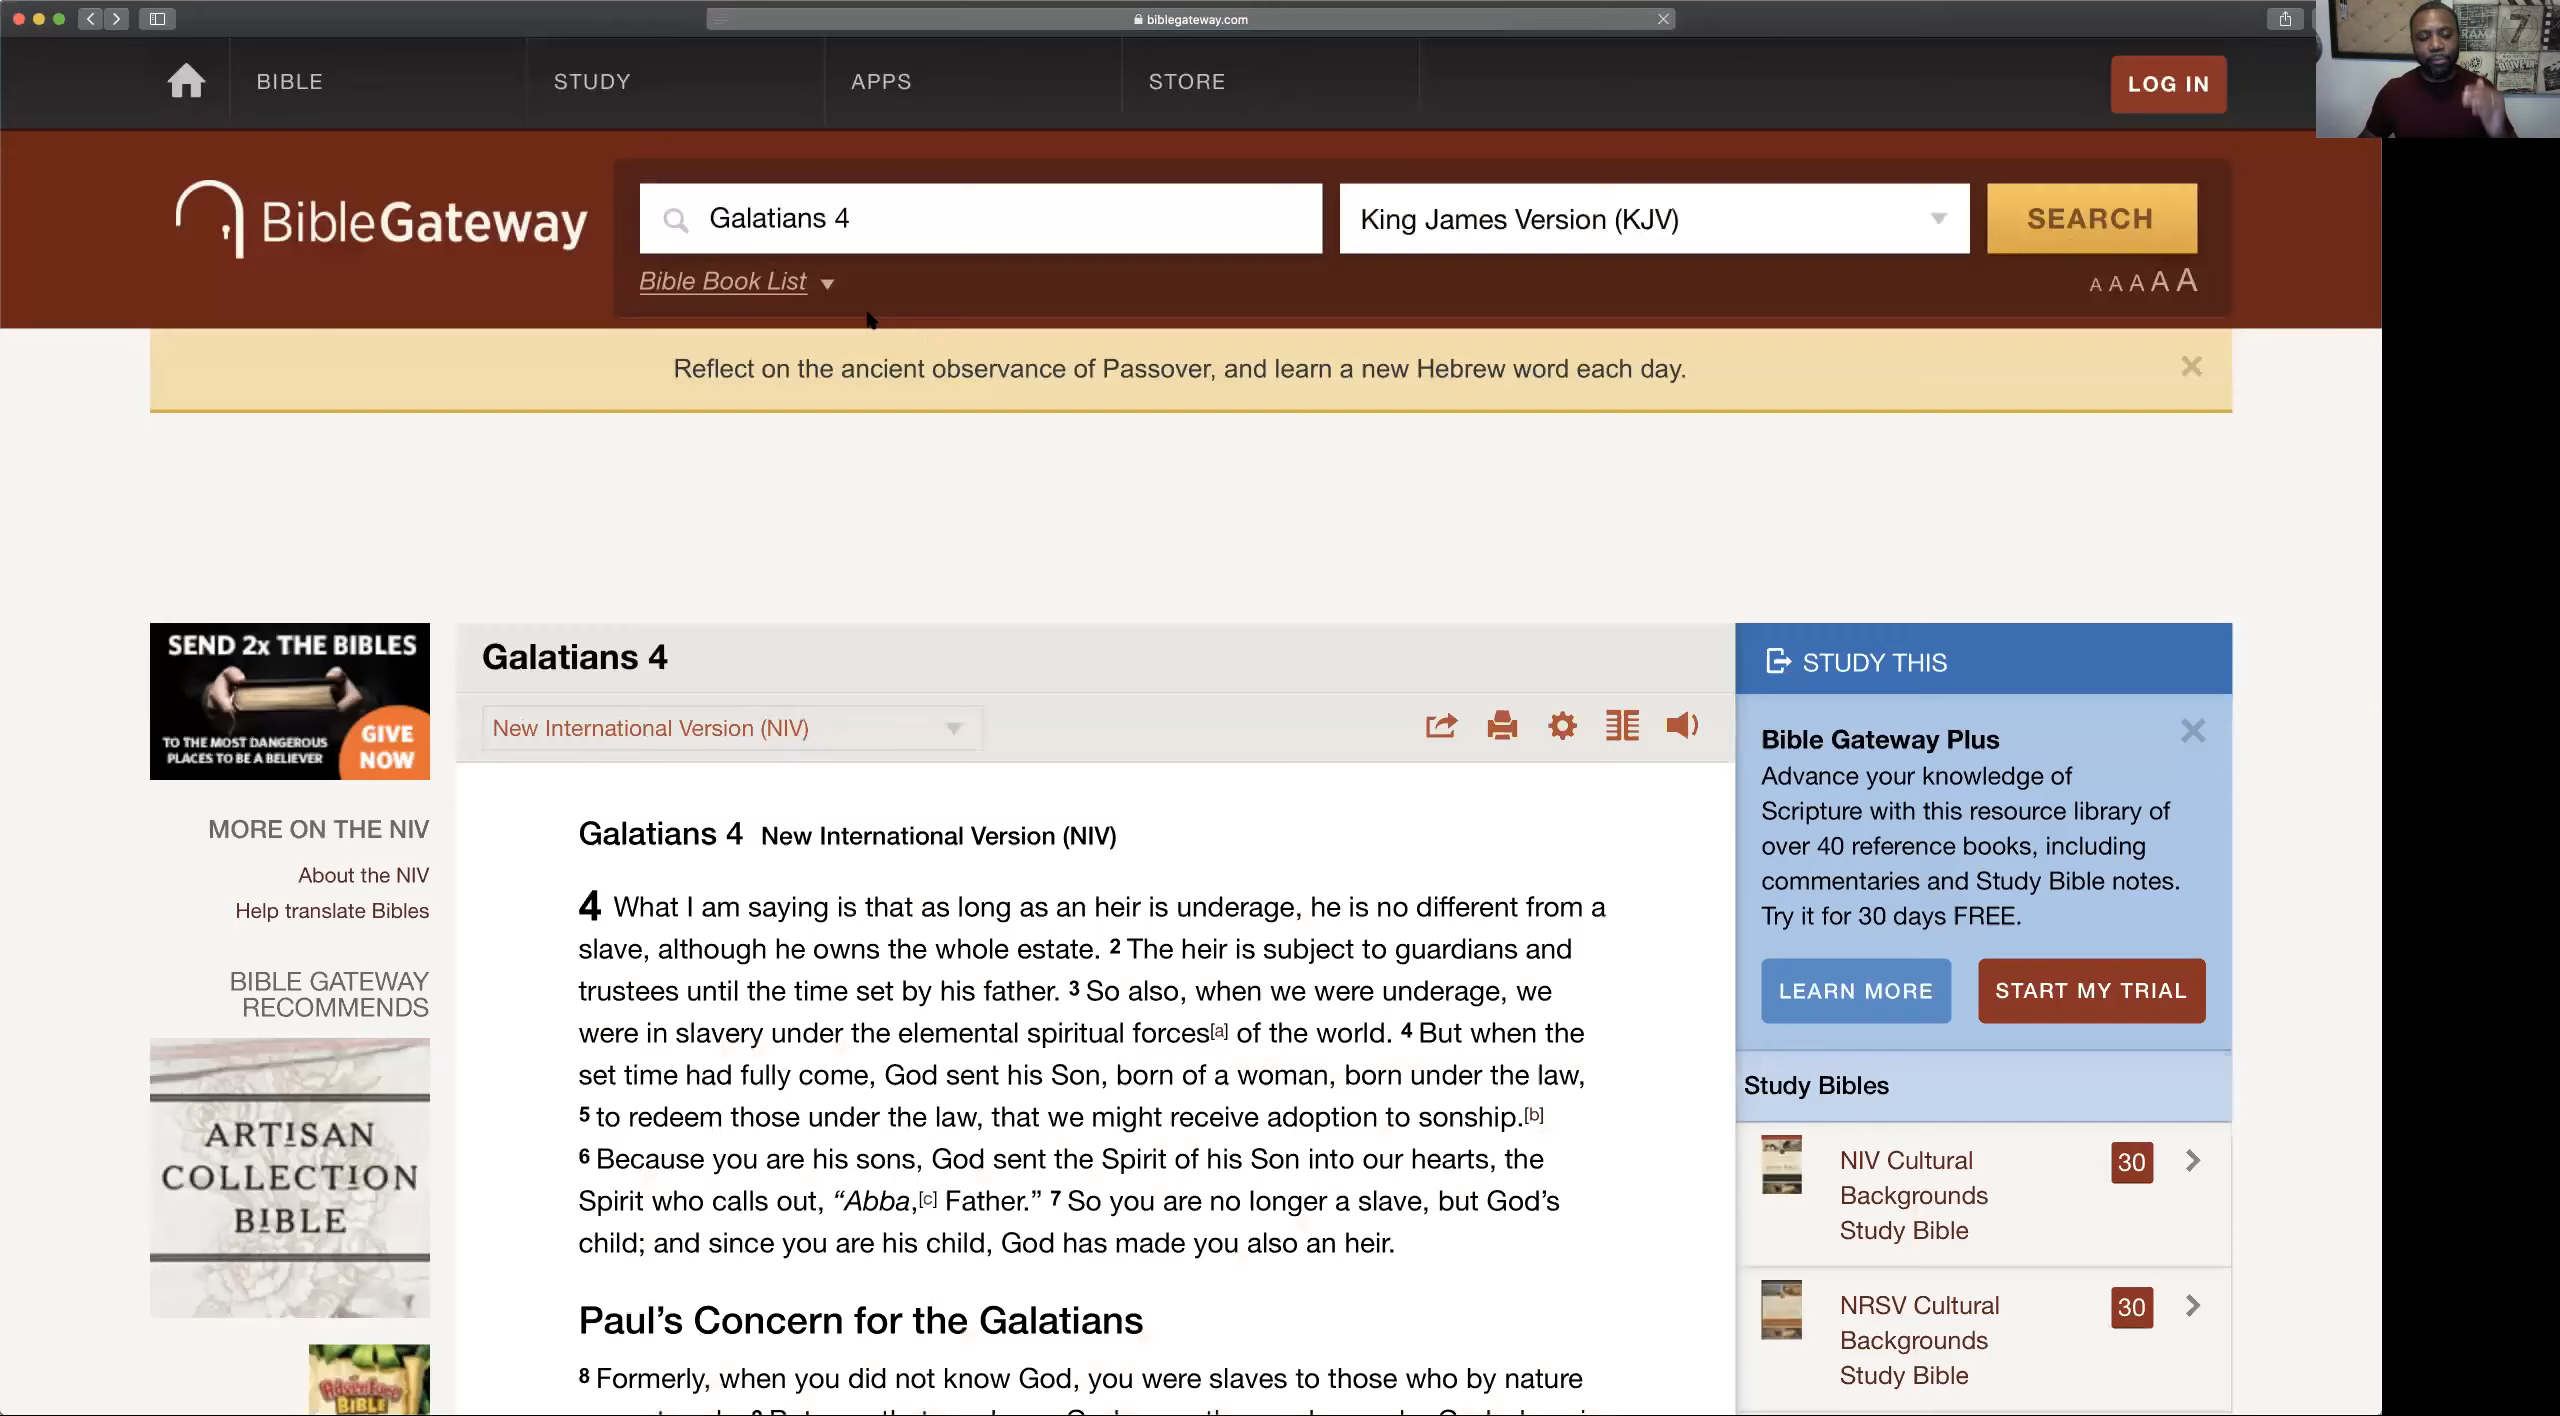 biblegateway.com
BIBLE
STUDY
APPS
STORE
LOG IN
BibleGateway
Galatians 4
King James Version (KJV)
SEARCH
Bible Book List
A A A A A
Reflect on the ancient observance of Passover, and learn a new Hebrew word each day.
SEND 2x THE BIBLES
TO THE MOST DANGEROUS
PLACES TO BE A BELIEVER
GIVE
NOW
MORE ON THE NIV
About the NIV
Help translate Bibles
BIBLE GATEWAY
RECOMMENDS
ARTISAN
COLLECTION
BIBLE
Adventure
BIBLE
Galatians 4
New International Version (NIV)
Galatians 4 New International Version (NIV)
4 What I am saying is that as long as an heir is underage, he is no different from a
slave, although he owns the whole estate. 2 The heir is subject to guardians and
trustees until the time set by his father. 3 So also, when we were underage, we
were in slavery under the elemental spiritual forces[a] of the world. 4 But when the
set time had fully come, God sent his Son, born of a woman, born under the law,
5 to redeem those under the law, that we might receive adoption to sonship.[b]
6 Because you are his sons, God sent the Spirit of his Son into our hearts, the
Spirit who calls out, “Abba,[c] Father.” 7 So you are no longer a slave, but God’s
child; and since you are his child, God has made you also an heir.
Paul’s Concern for the Galatians
8 Formerly, when you did not know God, you were slaves to those who by nature
STUDY THIS
Bible Gateway Plus
Advance your knowledge of
Scripture with this resource library of
over 40 reference books, including
commentaries and Study Bible notes.
Try it for 30 days FREE.
LEARN MORE
START MY TRIAL
Study Bibles
NIV Cultural
Backgrounds
Study Bible
30
NRSV Cultural
Backgrounds
Study Bible
30